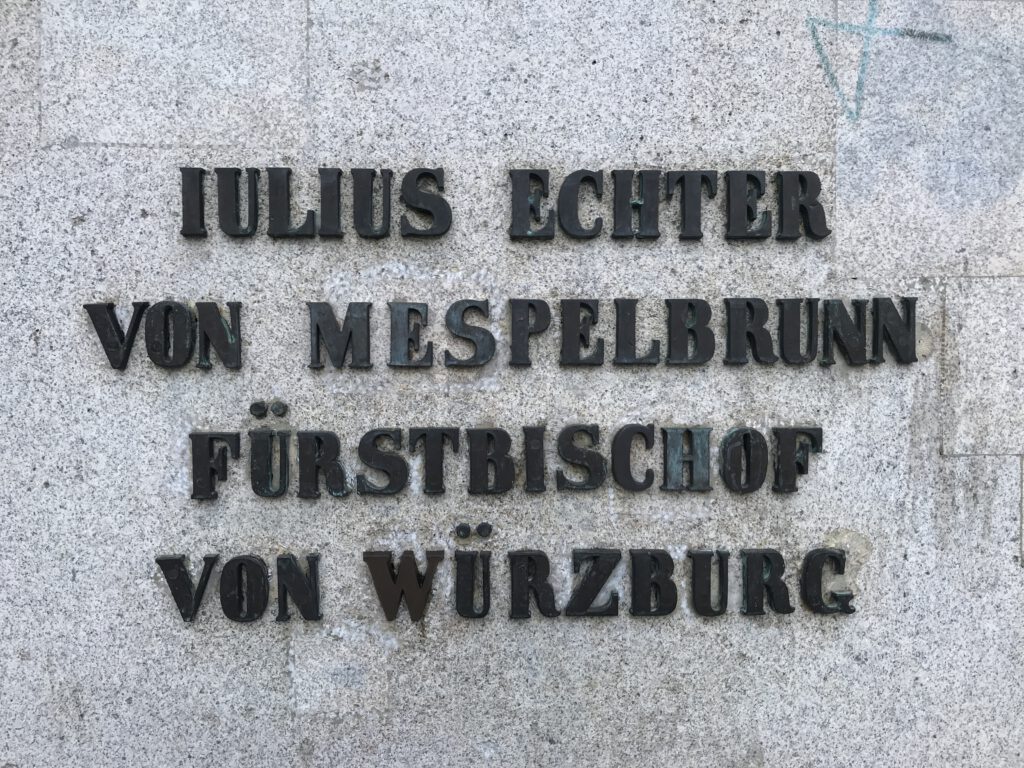 IULIUS ECHTER
VON MESPELBRUNN
FÜRSTBISCHOF
VON WÜRZBURG